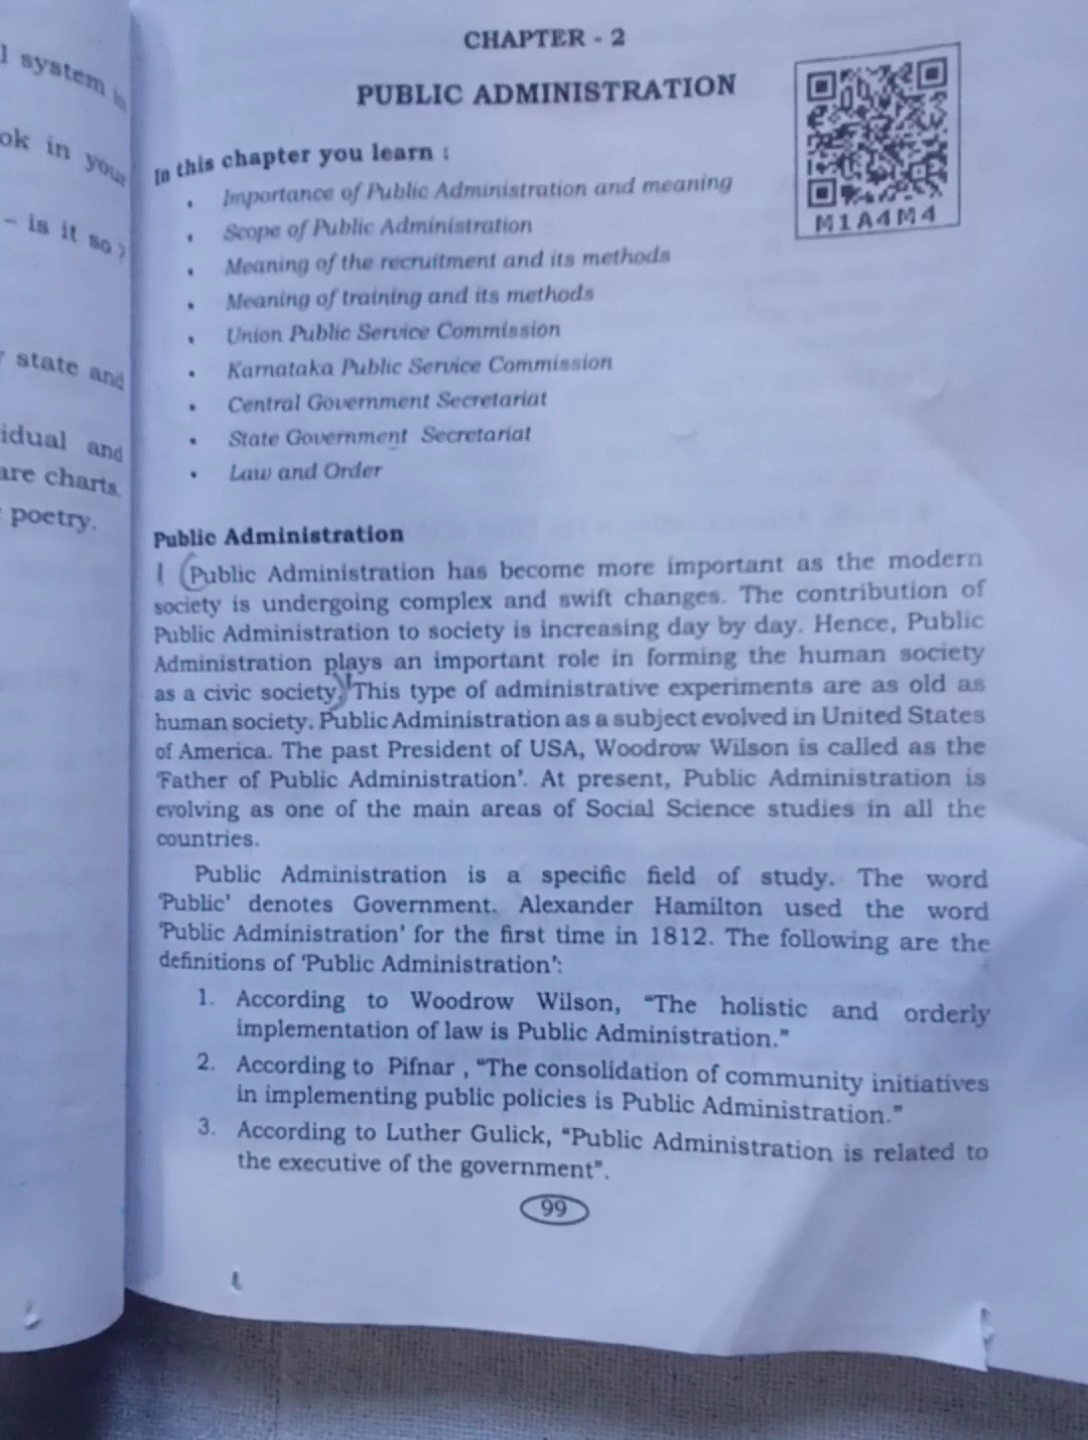 l system is
ok in your
– is it so ?
state and
idual and
are charts.
poetry.
CHAPTER - 2
PUBLIC ADMINISTRATION
M1A4M4
In this chapter you learn :
• Importance of Public Administration and meaning
• Scope of Public Administration
• Meaning of the recruitment and its methods
• Meaning of training and its methods
• Union Public Service Commission
• Karnataka Public Service Commission
• Central Government Secretariat
• State Government Secretariat
• Law and Order
Public Administration
Public Administration has become more important as the modern
society is undergoing complex and swift changes. The contribution of
Public Administration to society is increasing day by day. Hence, Public
Administration plays an important role in forming the human society
as a civic society. This type of administrative experiments are as old as
human society. Public Administration as a subject evolved in United States
of America. The past President of USA, Woodrow Wilson is called as the
'Father of Public Administration'. At present, Public Administration is
evolving as one of the main areas of Social Science studies in all the
countries.
Public Administration is a specific field of study. The word
'Public' denotes Government. Alexander Hamilton used the word
'Public Administration' for the first time in 1812. The following are the
definitions of 'Public Administration':
1. According to Woodrow Wilson, "The holistic and orderly
implementation of law is Public Administration."
2. According to Pifnar , "The consolidation of community initiatives
in implementing public policies is Public Administration."
3. According to Luther Gulick, "Public Administration is related to
the executive of the government".
99